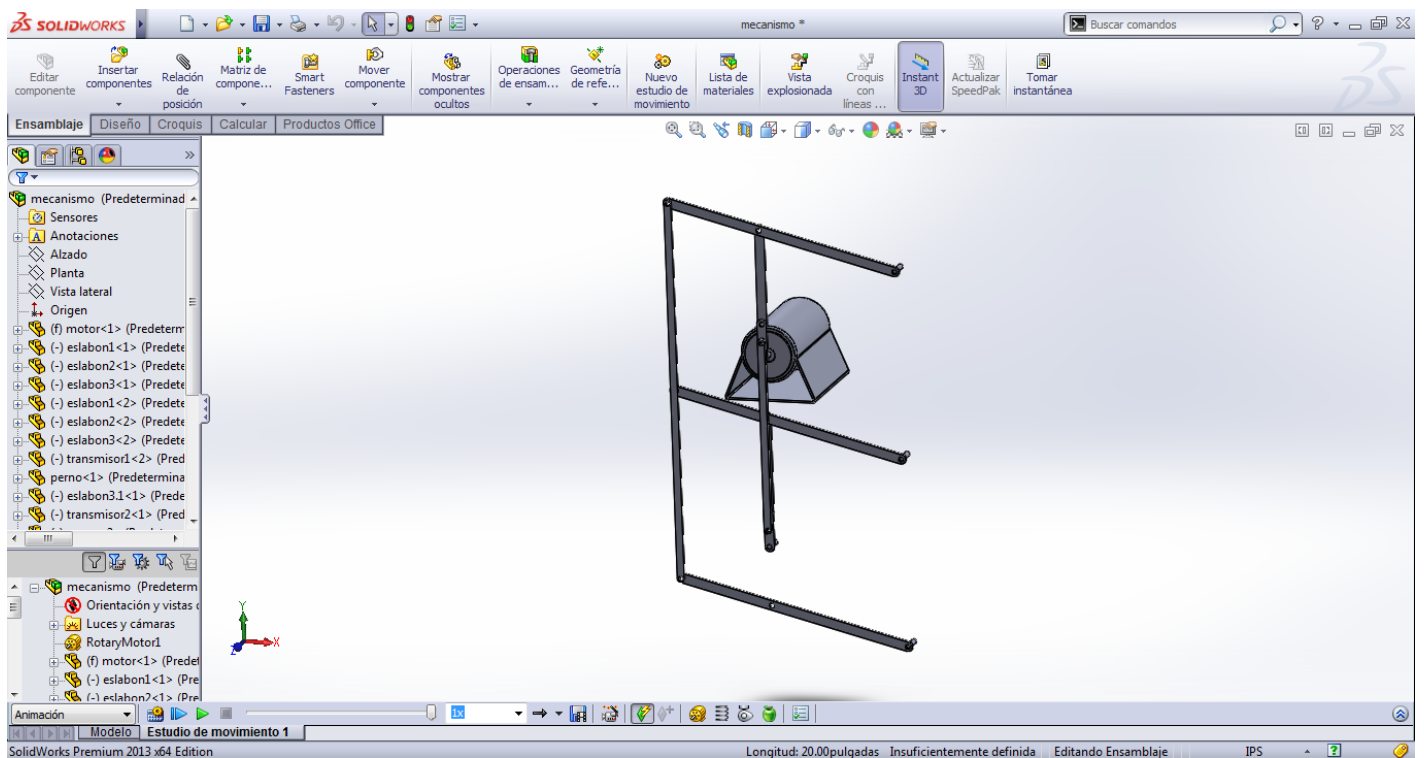 SOLIDWORKS
mecanismo *
Buscar comandos
Editar componente
Insertar componentes
Relación de posición
Matriz de compone...
Smart Fasteners
Mover componente
Mostrar componentes ocultos
Operaciones de ensam...
Geometría de refe...
Nuevo estudio de movimiento
Lista de materiales
Vista explosionada
Croquis con líneas ...
Instant 3D
Actualizar SpeedPak
Tomar instantánea
Ensamblaje Diseño Croquis Calcular Productos Office
mecanismo (Predeterminad
Sensores
A Anotaciones
Alzado
Planta
Vista lateral
Origen
(f) motor<1> (Predeterm
(-) eslabon1<1> (Predete
(-) eslabon2<1> (Predete
(-) eslabon3<1> (Predete
(-) eslabon1<2> (Predete
(-) eslabon2<2> (Predete
(-) eslabon3<2> (Predete
(-) transmisor1<2> (Pred
perno<1> (Predetermina
(-) eslabon3.1<1> (Prede
(-) transmisor2<1> (Pred
mecanismo (Predeterm
Orientación y vistas
Luces y cámaras
RotaryMotor1
(f) motor<1> (Predet
(-) eslabon1<1> (Pre
(-) eslabon2<1> (Pre
Y
X
Z
Animación
1x
Modelo Estudio de movimiento 1
SolidWorks Premium 2013 x64 Edition
Longitud: 20.00pulgadas Insuficientemente definida Editando Ensamblaje IPS